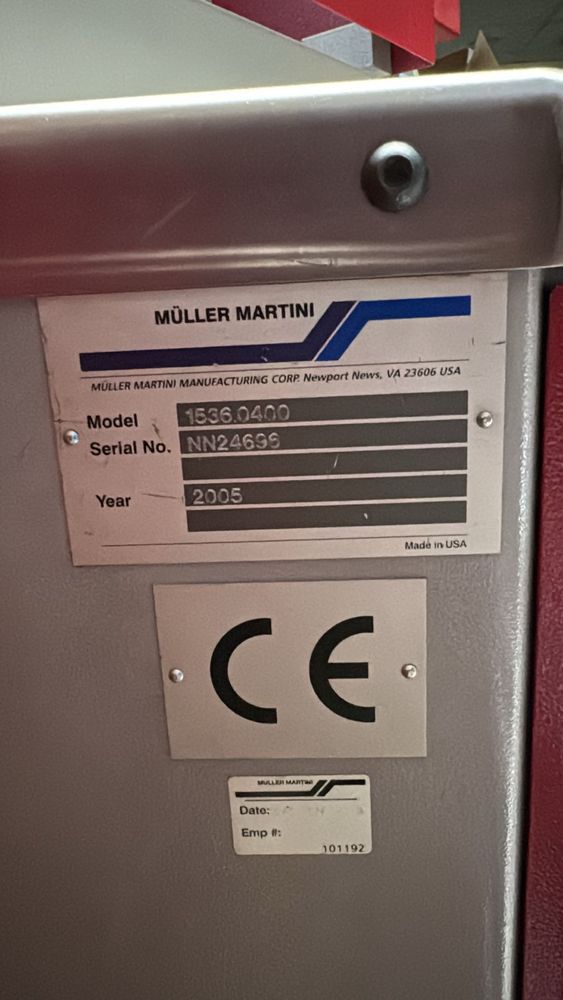 MÜLLER MARTINI
MÜLLER MARTINI MANUFACTURING CORP. Newport News, VA 23606 USA
Model 1536.0400
Serial No. NN24696
Year 2005
Made in USA
CE
MÜLLER MARTINI
Date:
Emp #:
101192